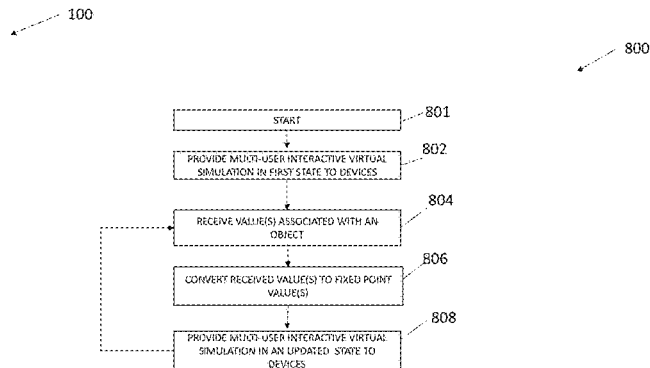 100
800
START
801
PROVIDE MULTI-USER INTERACTIVE VIRTUAL
SIMULATION IN FIRST STATE TO DEVICES
802
RECEIVE VALUE(S) ASSOCIATED WITH AN
OBJECT
804
CONVERT RECEIVED VALUE(S) TO FIXED POINT
VALUE(S)
806
PROVIDE MULTI-USER INTERACTIVE VIRTUAL
SIMULATION IN AN UPDATED STATE TO
DEVICES
808